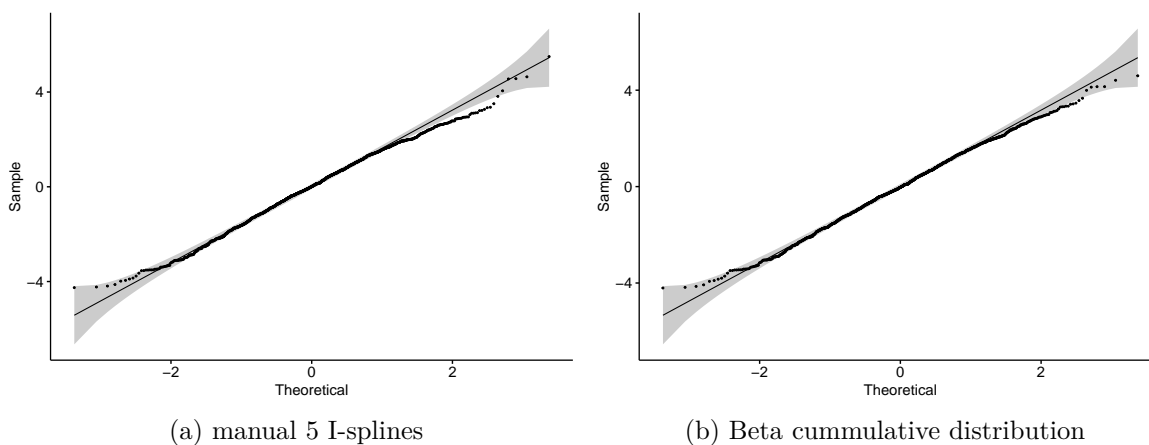 4
0
−4
Sample
−2
0
2
Theoretical
(a) manual 5 I-splines
4
0
−4
Sample
−2
0
2
Theoretical
(b) Beta cummulative distribution